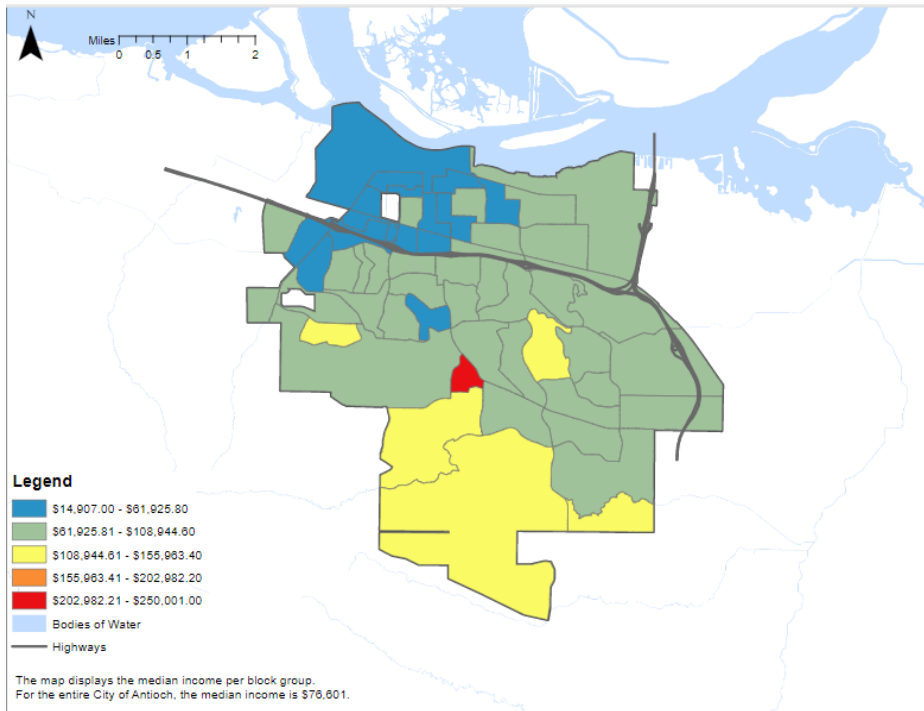 N
Miles
0 0.5 1 2
Legend
$14,907.00 - $61,925.80
$61,925.81 - $108,944.60
$108,944.61 - $155,963.40
$155,963.41 - $202,982.20
$202,982.21 - $250,001.00
Bodies of Water
Highways
The map displays the median income per block group.
For the entire City of Antioch, the median income is $76,601.